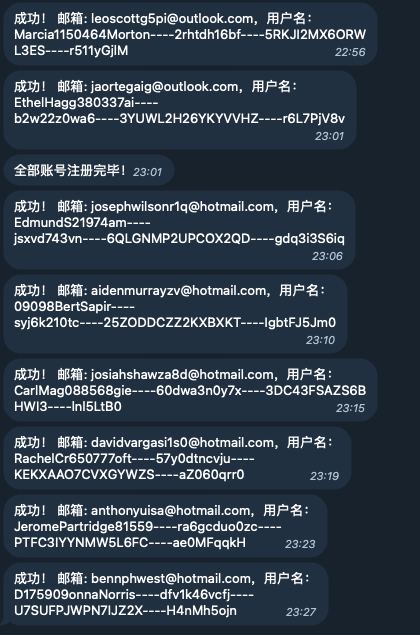 成功！ 邮箱: leoscottg5pi@outlook.com，用户名：
Marcia1150464Morton----2rhtdh16bf----5RKJI2MX6ORW
L3ES----r511yGjlM
22:56
成功！ 邮箱: jaortegaig@outlook.com，用户名：
EthelHagg380337ai----
b2w22z0wa6----3YUWL2H26YKYVVHZ----r6L7PjV8v
23:01
全部账号注册完毕！ 23:01
成功！ 邮箱: josephwilsonr1q@hotmail.com，用户名：
EdmundS21974am----
jsxvd743vn----6QLGNMP2UPCOX2QD----gdq3i3S6iq
23:06
成功！ 邮箱: aidenmurrayzv@hotmail.com，用户名：
09098BertSapir----
syj6k210tc----25ZODDCZZ2KXBXKT----lgbtFJ5Jm0
23:10
成功！ 邮箱: josiahshawza8d@hotmail.com，用户名：
CarlMag088568gie----60dwa3n0y7x----3DC43FSAZS6B
HWI3----lnI5LtB0
23:15
成功！ 邮箱: davidvargasi1s0@hotmail.com，用户名：
RachelCr650777oft----57y0dtncvju----
KEKXAAO7CVXGYWZS----aZ060qrr0
23:19
成功！ 邮箱: anthonyuisa@hotmail.com，用户名：
JeromePartridge81559----ra6gcduo0zc----
PTFC3IYYNMW5L6FC----ae0MFqqkH
23:23
成功！ 邮箱: bennphwest@hotmail.com，用户名：
D175909onnaNorris----dfv1k46vcfj----
U7SUFPJWPN7IJZ2X----H4nMh5ojn
23:27